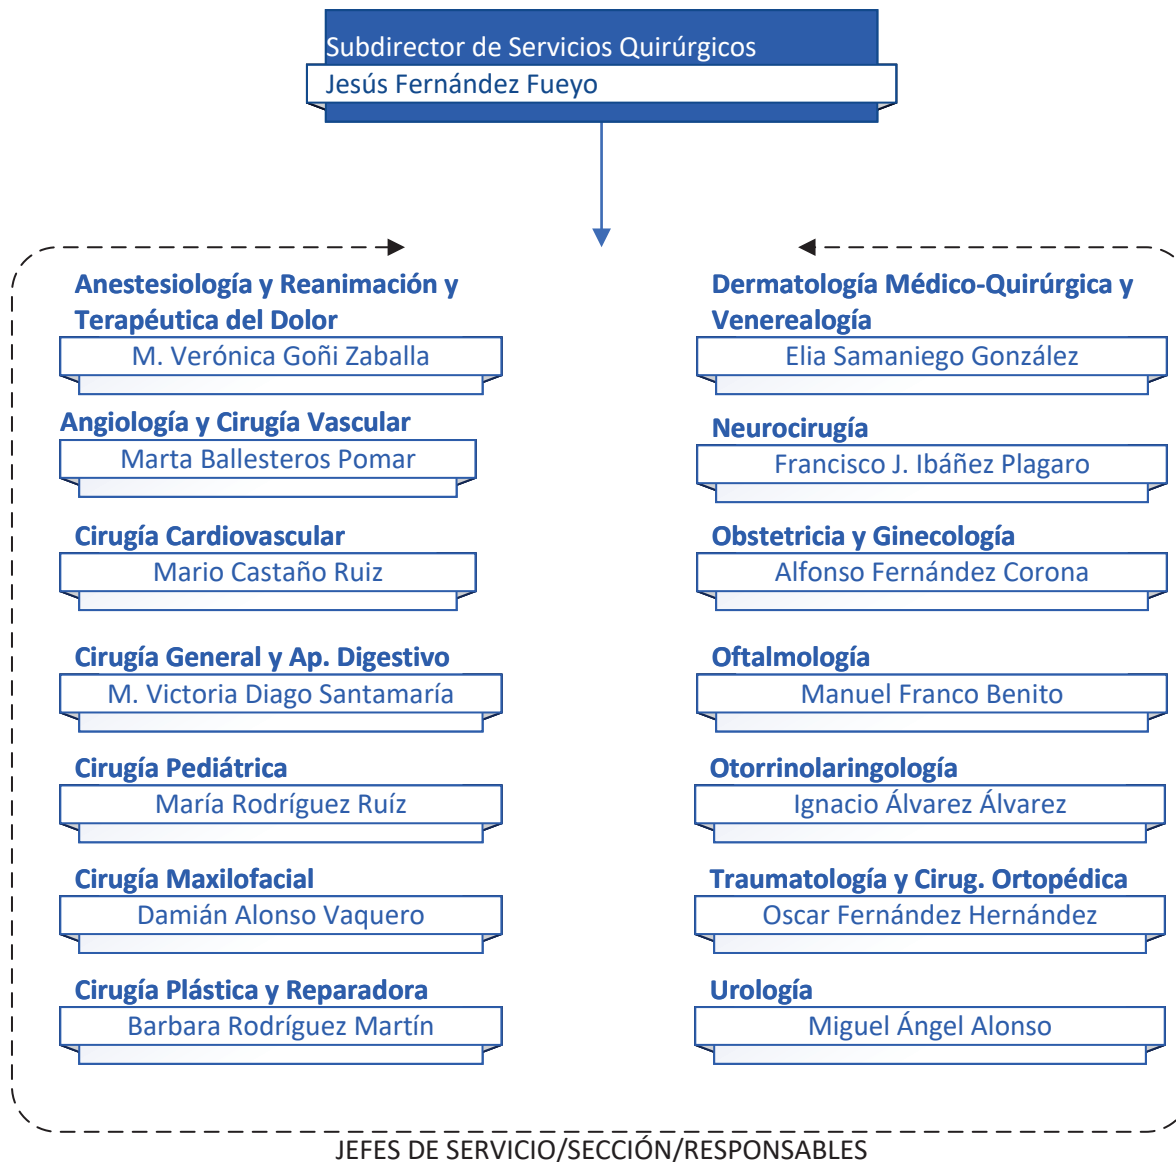 Subdirector de Servicios Quirúrgicos
Jesús Fernández Fueyo
Anestesiología y Reanimación y
Terapéutica del Dolor
M. Verónica Goñi Zaballa
Angiología y Cirugía Vascular
Marta Ballesteros Pomar
Cirugía Cardiovascular
Mario Castaño Ruiz
Cirugía General y Ap. Digestivo
M. Victoria Diago Santamaría
Cirugía Pediátrica
María Rodríguez Ruíz
Cirugía Maxilofacial
Damián Alonso Vaquero
Cirugía Plástica y Reparadora
Barbara Rodríguez Martín
Dermatología Médico-Quirúrgica y
Venerealogía
Elia Samaniego González
Neurocirugía
Francisco J. Ibáñez Plagaro
Obstetricia y Ginecología
Alfonso Fernández Corona
Oftalmología
Manuel Franco Benito
Otorrinolaringología
Ignacio Álvarez Álvarez
Traumatología y Cirug. Ortopédica
Oscar Fernández Hernández
Urología
Miguel Ángel Alonso
JEFES DE SERVICIO/SECCIÓN/RESPONSABLES